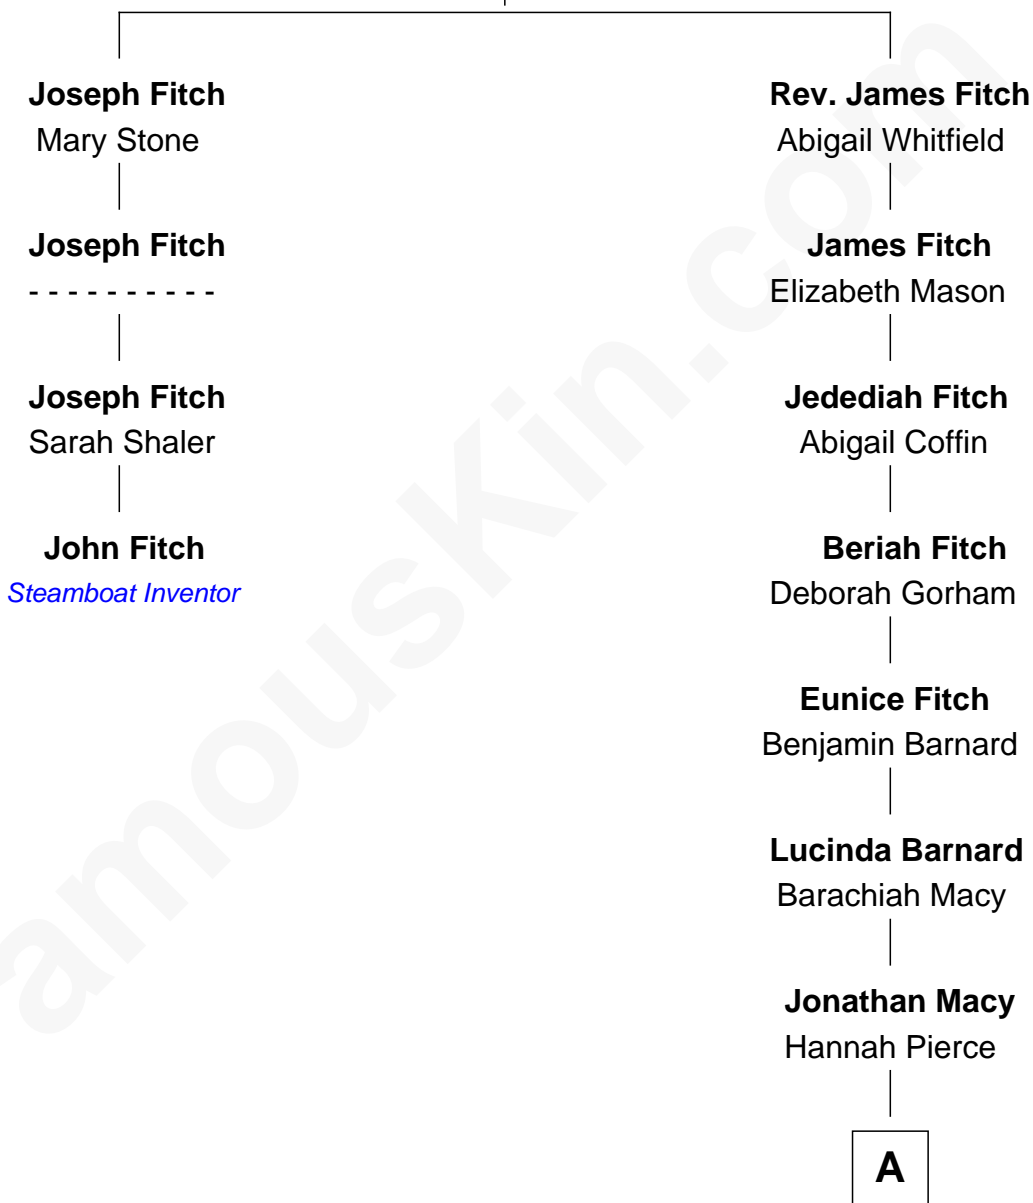 Joseph Fitch
Mary Stone
Joseph Fitch
- - - - - - - - - -
Joseph Fitch
Sarah Shaler
John Fitch
Steamboat Inventor
Rev. James Fitch
Abigail Whitfield
James Fitch
Elizabeth Mason
Jedediah Fitch
Abigail Coffin
Beriah Fitch
Deborah Gorham
Eunice Fitch
Benjamin Barnard
Lucinda Barnard
Barachiah Macy
Jonathan Macy
Hannah Pierce
A
amouskin.com